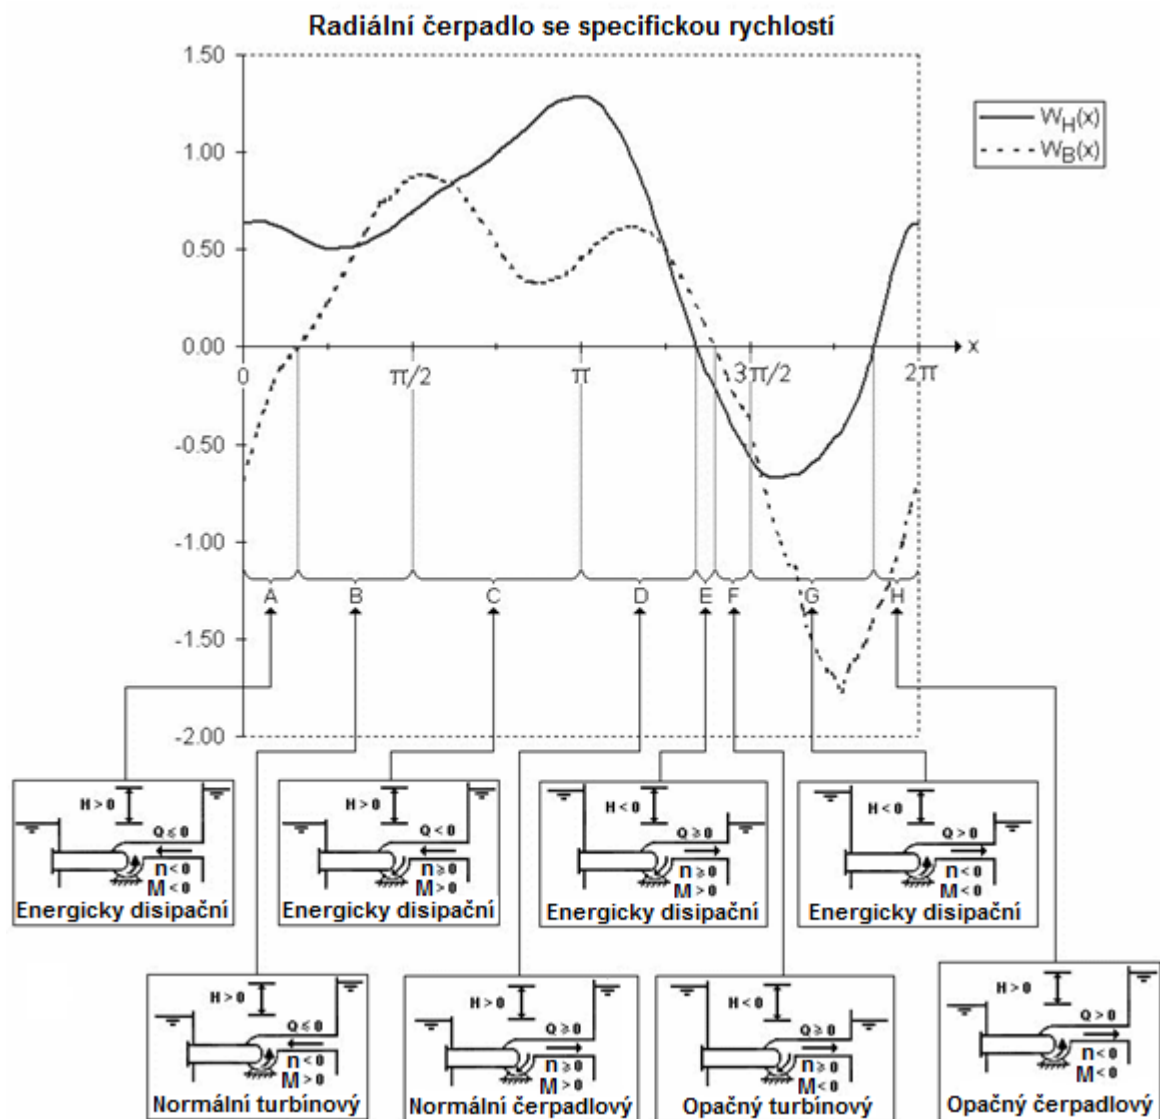 Radiální čerpadlo se specifickou rychlostí
1.50
1.00
0.50
0.00
-0.50
-1.00
-1.50
-2.00
W_H(x)
W_B(x)
0
π/2
π
3π/2
2π
x
A
B
C
D
E
F
G
H
H > 0
Q ≤ 0
n < 0
M < 0
Energicky disipační
H > 0
Q < 0
n ≥ 0
M > 0
Energicky disipační
H < 0
Q ≥ 0
n ≥ 0
M > 0
Energicky disipační
H < 0
Q > 0
n < 0
M < 0
Energicky disipační
H > 0
Q ≤ 0
n < 0
M > 0
Normální turbínový
H > 0
Q ≥ 0
n ≥ 0
M > 0
Normální čerpadlový
H < 0
Q ≥ 0
n ≥ 0
M < 0
Opačný turbínový
H > 0
Q > 0
n < 0
M < 0
Opačný čerpadlový